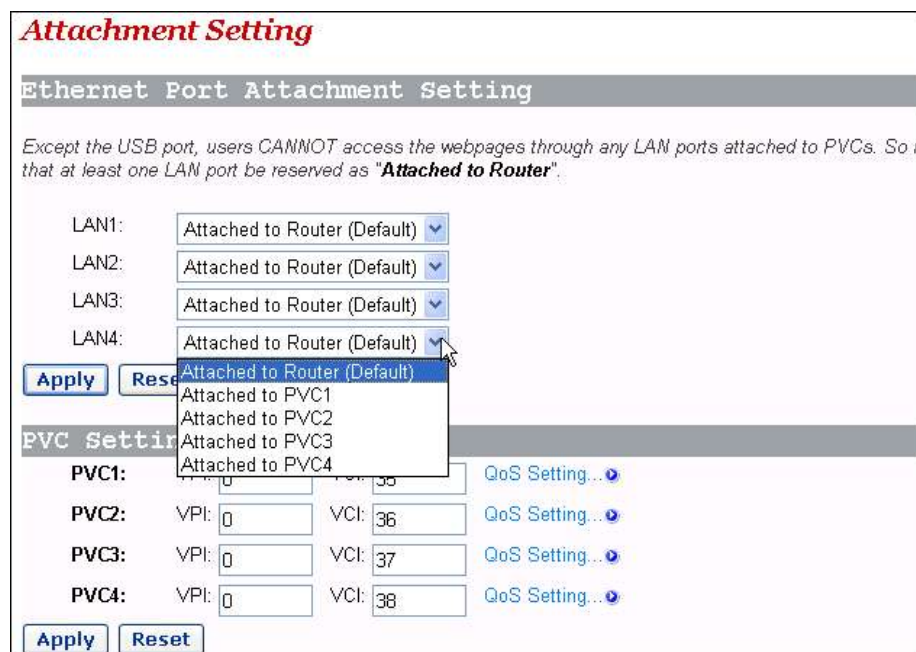 Attachment Setting
Ethernet Port Attachment Setting
Except the USB port, users CANNOT access the webpages through any LAN ports attached to PVCs. So
that at least one LAN port be reserved as "Attached to Router".
LAN1: Attached to Router (Default)
LAN2: Attached to Router (Default)
LAN3: Attached to Router (Default)
LAN4: Attached to Router (Default)
Attached to Router (Default)
Attached to PVC1
Attached to PVC2
Attached to PVC3
Attached to PVC4
Apply Rese
PVC Settin
PVC1: 0 35 QoS Setting...
PVC2: VPI: 0 VCI: 36 QoS Setting...
PVC3: VPI: 0 VCI: 37 QoS Setting...
PVC4: VPI: 0 VCI: 38 QoS Setting...
Apply Reset